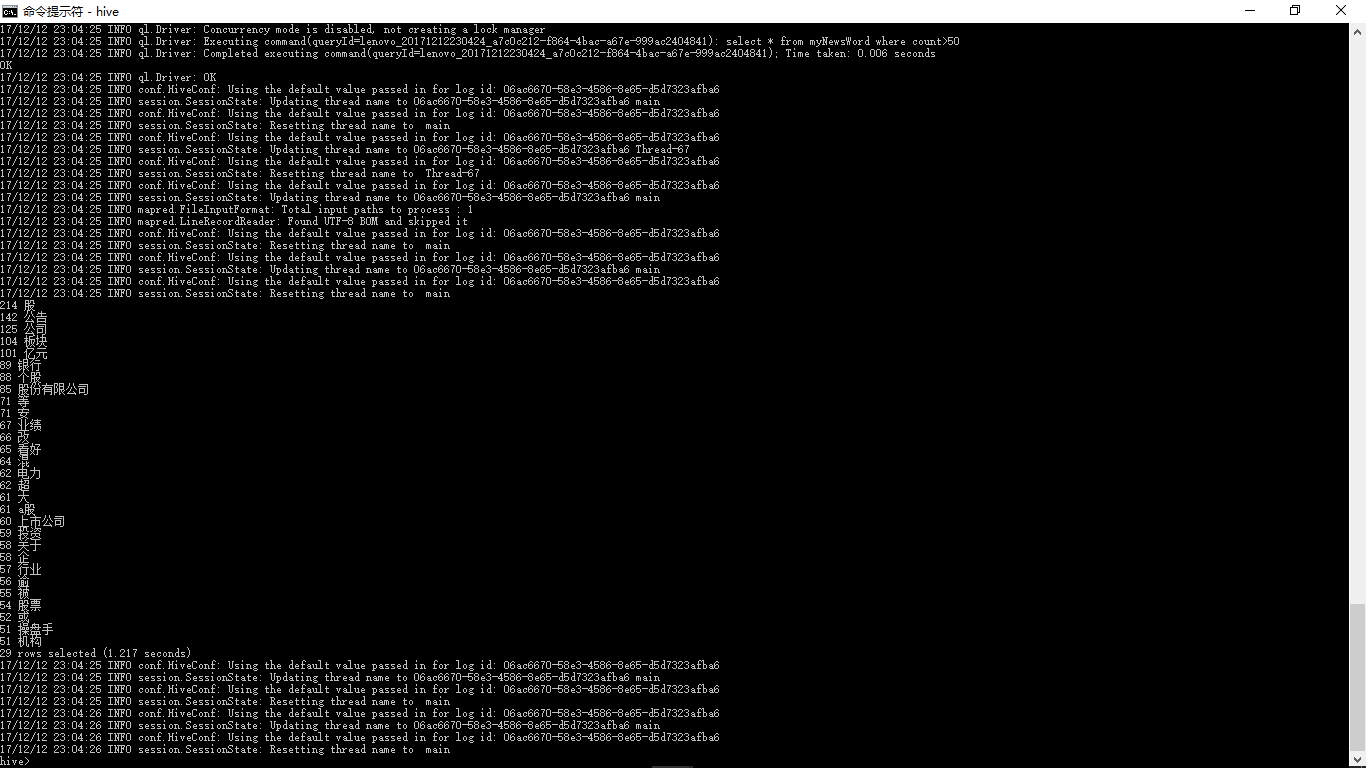 命令提示符 - hive
17/12/12 23:04:25 INFO ql.Driver: Concurrency mode is disabled, not creating a lock manager
17/12/12 23:04:25 INFO ql.Driver: Executing command(queryId=lenovo_20171212230424_a7c0c212-f864-4bac-a67e-999ac2404841): select * from myNewsWord where count>50
17/12/12 23:04:25 INFO ql.Driver: Completed executing command(queryId=lenovo_20171212230424_a7c0c212-f864-4bac-a67e-999ac2404841); Time taken: 0.006 seconds
OK
17/12/12 23:04:25 INFO ql.Driver: OK
17/12/12 23:04:25 INFO conf.HiveConf: Using the default value passed in for log id: 06ac6670-58e3-4586-8e65-d5d7323afba6
17/12/12 23:04:25 INFO session.SessionState: Updating thread name to 06ac6670-58e3-4586-8e65-d5d7323afba6 main
17/12/12 23:04:25 INFO conf.HiveConf: Using the default value passed in for log id: 06ac6670-58e3-4586-8e65-d5d7323afba6
17/12/12 23:04:25 INFO session.SessionState: Resetting thread name to  main
17/12/12 23:04:25 INFO conf.HiveConf: Using the default value passed in for log id: 06ac6670-58e3-4586-8e65-d5d7323afba6
17/12/12 23:04:25 INFO session.SessionState: Updating thread name to 06ac6670-58e3-4586-8e65-d5d7323afba6 Thread-67
17/12/12 23:04:25 INFO conf.HiveConf: Using the default value passed in for log id: 06ac6670-58e3-4586-8e65-d5d7323afba6
17/12/12 23:04:25 INFO session.SessionState: Resetting thread name to  Thread-67
17/12/12 23:04:25 INFO conf.HiveConf: Using the default value passed in for log id: 06ac6670-58e3-4586-8e65-d5d7323afba6
17/12/12 23:04:25 INFO session.SessionState: Updating thread name to 06ac6670-58e3-4586-8e65-d5d7323afba6 main
17/12/12 23:04:25 INFO mapred.FileInputFormat: Total input paths to process : 1
17/12/12 23:04:25 INFO mapred.LineRecordReader: Found UTF-8 BOM and skipped it
17/12/12 23:04:25 INFO conf.HiveConf: Using the default value passed in for log id: 06ac6670-58e3-4586-8e65-d5d7323afba6
17/12/12 23:04:25 INFO session.SessionState: Resetting thread name to  main
17/12/12 23:04:25 INFO conf.HiveConf: Using the default value passed in for log id: 06ac6670-58e3-4586-8e65-d5d7323afba6
17/12/12 23:04:25 INFO session.SessionState: Updating thread name to 06ac6670-58e3-4586-8e65-d5d7323afba6 main
17/12/12 23:04:25 INFO conf.HiveConf: Using the default value passed in for log id: 06ac6670-58e3-4586-8e65-d5d7323afba6
17/12/12 23:04:25 INFO session.SessionState: Resetting thread name to  main
214 股
142 公告
125 公司
104 板块
101 亿元
89 银行
88 个股
85 股份有限公司
71 等
71 安
67 业绩
66 改
65 看好
64 混
62 电力
62 超
61 大
61 a股
60 上市公司
59 投资
58 关于
58 企
57 行业
56 逾
55 被
54 股票
52 或
51 操盘手
51 机构
29 rows selected (1.217 seconds)
17/12/12 23:04:25 INFO conf.HiveConf: Using the default value passed in for log id: 06ac6670-58e3-4586-8e65-d5d7323afba6
17/12/12 23:04:25 INFO session.SessionState: Updating thread name to 06ac6670-58e3-4586-8e65-d5d7323afba6 main
17/12/12 23:04:25 INFO conf.HiveConf: Using the default value passed in for log id: 06ac6670-58e3-4586-8e65-d5d7323afba6
17/12/12 23:04:25 INFO session.SessionState: Resetting thread name to  main
17/12/12 23:04:26 INFO conf.HiveConf: Using the default value passed in for log id: 06ac6670-58e3-4586-8e65-d5d7323afba6
17/12/12 23:04:26 INFO session.SessionState: Updating thread name to 06ac6670-58e3-4586-8e65-d5d7323afba6 main
17/12/12 23:04:26 INFO conf.HiveConf: Using the default value passed in for log id: 06ac6670-58e3-4586-8e65-d5d7323afba6
17/12/12 23:04:26 INFO session.SessionState: Resetting thread name to  main
hive>